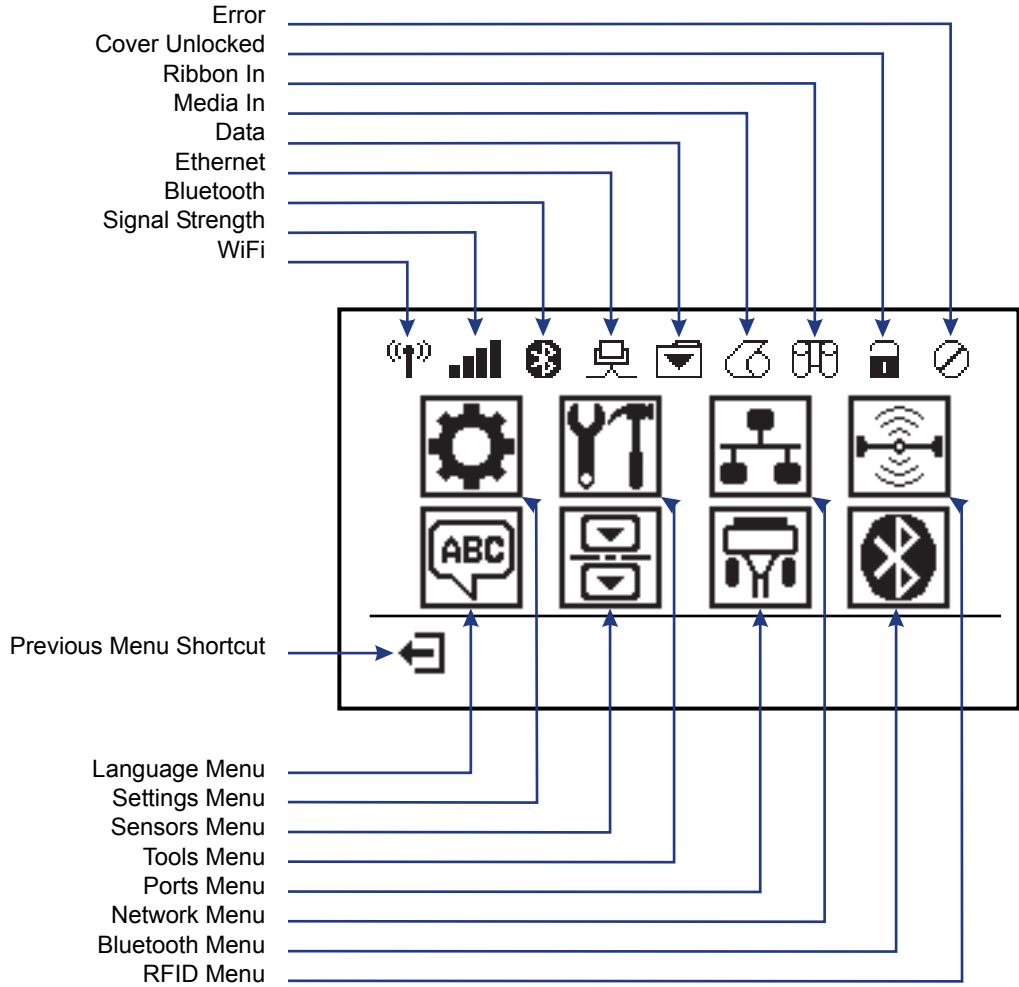 Error
Cover Unlocked
Ribbon In
Media In
Data
Ethernet
Bluetooth
Signal Strength
WiFi
ABC
Previous Menu Shortcut
Language Menu
Settings Menu
Sensors Menu
Tools Menu
Ports Menu
Network Menu
Bluetooth Menu
RFID Menu